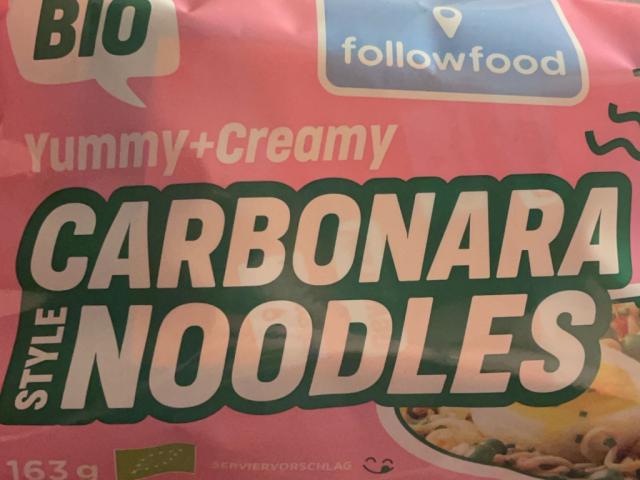 BIO
followfood
Yummy+Creamy
CARBONARA
STYLE
NOODLES
163 g
SERVIERVORSCHLAG